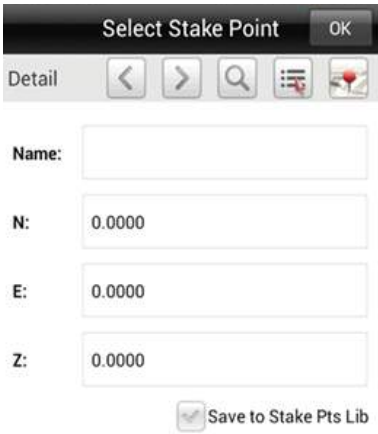 Select Stake Point OK
Detail
Name:
N: 0.0000
E: 0.0000
Z: 0.0000
Save to Stake Pts Lib